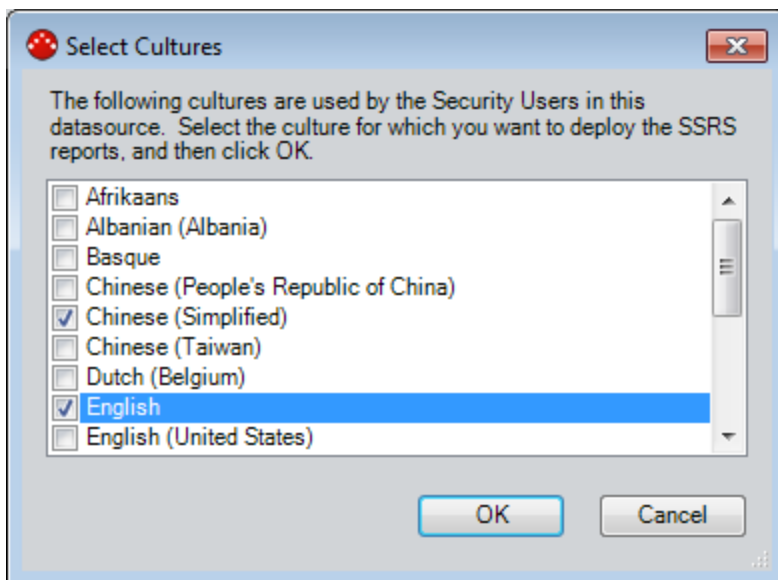 Select Cultures
The following cultures are used by the Security Users in this
datasource.  Select the culture for which you want to deploy the SSRS
reports, and then click OK.
Afrikaans
Albanian (Albania)
Basque
Chinese (People's Republic of China)
Chinese (Simplified)
Chinese (Taiwan)
Dutch (Belgium)
English
English (United States)
OK Cancel